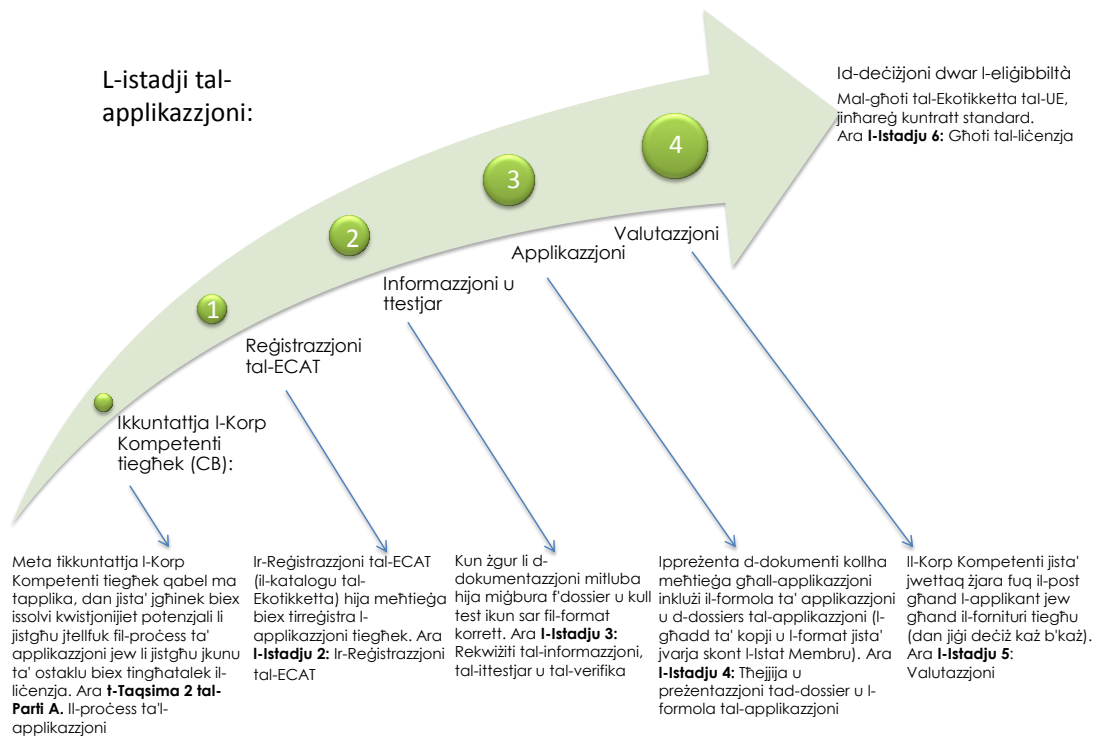 L-istadji tal-
applikazzjoni:
Id-deċiżjoni dwar l-eliġibbiltà
Mal-għoti tal-Ekotikketta tal-UE,
jinħareġ kuntratt standard.
Ara l-Istadju 6: Għoti tal-liċenzja
4
3
2
1
Valutazzjoni
Applikazzjoni
Informazzjoni u
ttestjar
Reġistrazzjoni
tal-ECAT
Ikkuntattja l-Korp
Kompetenti
tiegħek (CB):
Meta tikkuntattja l-Korp
Kompetenti tiegħek qabel ma
tapplika, dan jista' jgħinek biex
issolvi kwistjonijiet potenzjali li
jistgħu jtellfuk fil-proċess ta'
applikazzjoni jew li jistgħu jkunu
ta' ostaklu biex tingħatalek il-
liċenzja. Ara t-Taqsima 2 tal-
Parti A. Il-proċess ta'l-
applikazzjoni
Ir-Reġistrazzjoni tal-ECAT
(il-katalogu tal-
Ekotikketta) hija meħtieġa
biex tirreġistra l-
applikazzjoni tiegħek. Ara
l-Istadju 2: Ir-Reġistrazzjoni
tal-ECAT
Kun żgur li d-
dokumentazzjoni mitluba
hija miġbura f'dossier u kull
test ikun sar fil-format
korrett. Ara l-Istadju 3:
Rekwiżiti tal-informazzjoni,
tal-ittestjar u tal-verifika
Ippreżenta d-dokumenti kollha
meħtieġa għall-applikazzjoni
inklużi il-formola ta' applikazzjoni
u d-dossiers tal-applikazzjoni (l-
għadd ta' kopji u l-format jista'
jvarja skont l-Istat Membru). Ara
l-Istadju 4: Tħejjija u
preżentazzjoni tad-dossier u l-
formola tal-applikazzjoni
Il-Korp Kompetenti jista'
jwettaq żjara fuq il-post
għand l-applikant jew
għand il-fornituri tiegħu
(dan jiġi deċiż każ b'każ).
Ara l-Istadju 5:
Valutazzjoni